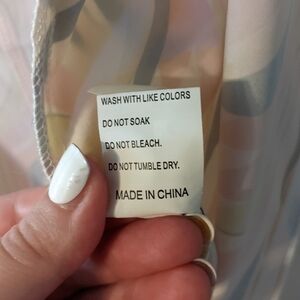 WASH WITH LIKE COLORS
DO NOT SOAK
DO NOT BLEACH.
DO NOT TUMBLE DRY.
MADE IN CHINA